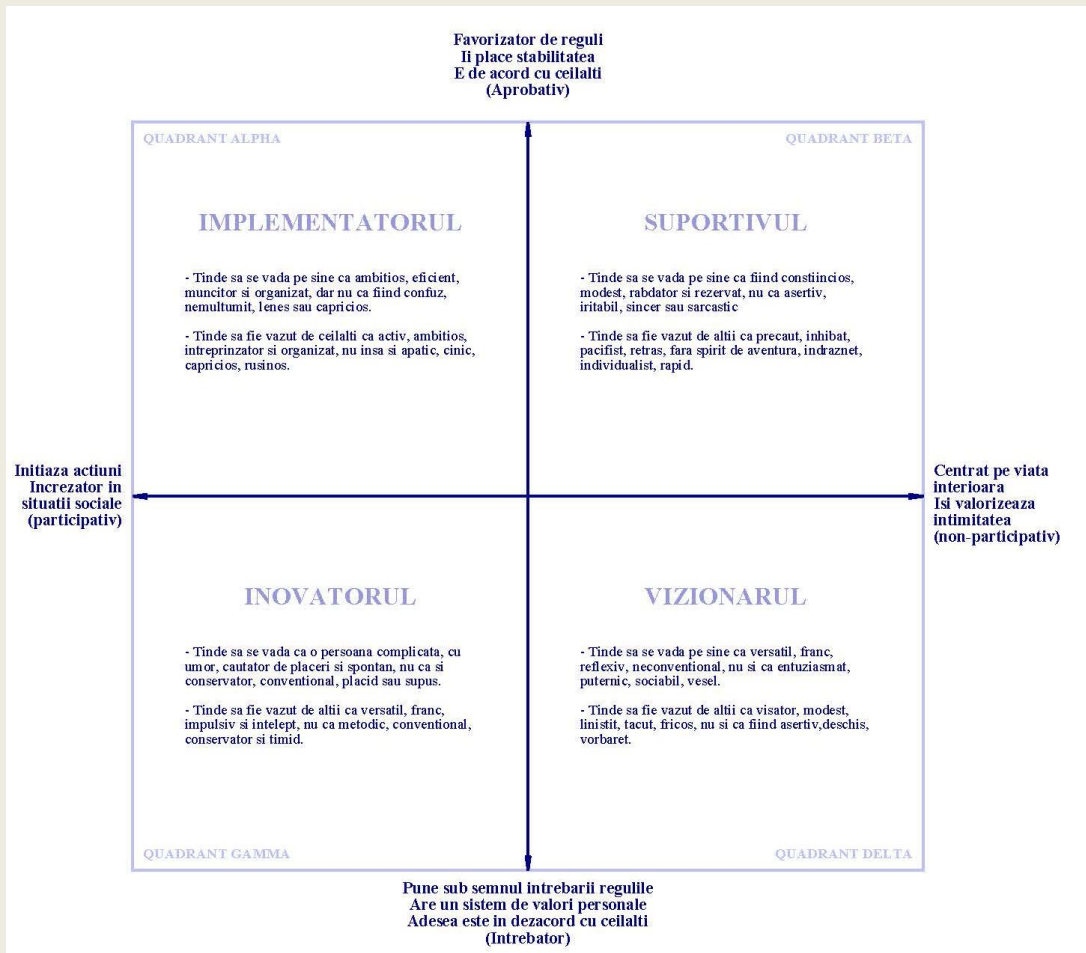 Favorizator de reguli
Ii place stabilitatea
E de acord cu ceilalti
(Aprobativ)
QUADRANT ALPHA
QUADRANT BETA
IMPLEMENTATORUL
- Tinde sa se vada pe sine ca ambitios, eficient,
muncitor si organizat, dar nu ca fiind confuz,
nemultumit, lenes sau capricios.
- Tinde sa fie vazut de ceilalti ca activ, ambitios,
intreprinzator si organizat, nu insa si apatic, cinic,
capricios, rusinos.
SUPORTIVUL
- Tinde sa se vada pe sine ca fiind constiincios,
modest, rabdator si rezervat, nu ca asertiv,
iritabil, sincer sau sarcastic
- Tinde sa fie vazut de altii ca precaut, inhibat,
pacifist, retras, fara spirit de aventura, indraznet,
individualist, rapid.
Initiaza actiuni
Increzator in
situatii sociale
(participativ)
Centrat pe viata
interioara
Isi valorizeaza
intimitatea
(non-participativ)
INOVATORUL
- Tinde sa se vada ca o persoana complicata, cu
umor, cautator de placeri si spontan, nu ca si
conservator, conventional, placid sau supus.
- Tinde sa fie vazut de altii ca versatil, franc,
impulsiv si intelept, nu ca metodic, conventional,
conservator si timid.
VIZIONARUL
- Tinde sa se vada pe sine ca versatil, franc,
reflexiv, neconventional, nu si ca entuziasmat,
puternic, sociabil, vesel.
- Tinde sa fie vazut de altii ca visator, modest,
linistit, tacut, fricos, nu si ca fiind asertiv,deschis,
vorbaret.
QUADRANT GAMMA
QUADRANT DELTA
Pune sub semnul intrebarii regulile
Are un sistem de valori personale
Adesea este in dezacord cu ceilalti
(Intrebator)